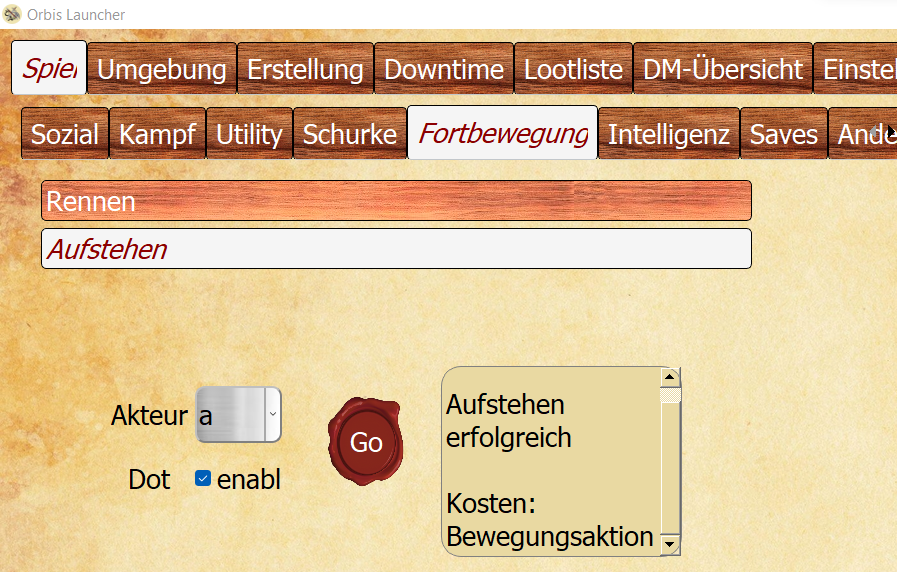 Orbis Launcher
Spiel Umgebung Erstellung Downtime Lootliste DM-Übersicht Einstel
Sozial Kampf Utility Schurke Fortbewegung Intelligenz Saves Ande
Rennen
Aufstehen
Akteur a
Dot enabl
Go
Aufstehen
erfolgreich
Kosten:
Bewegungsaktion